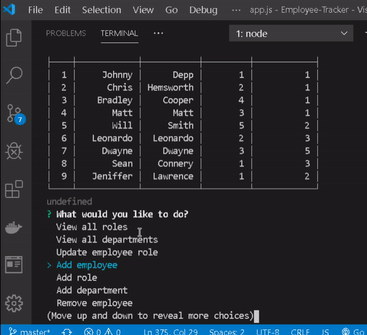 File Edit Selection View Go Debug ··· app.js - Employee-Tracker -
PROBLEMS TERMINAL ··· 1: node
1 Johnny Depp 1 1
2 Chris Hemsworth 2 1
3 Bradley Cooper 4 1
4 Matt Matt 3 1
5 Will Smith 5 2
6 Leonardo Leonardo 2 3
7 Dwayne Dwayne 3 5
8 Sean Connery 1 3
9 Jeniffer Lawrence 1 2
undefined
? What would you like to do?
View all roles
View all departments
Update employee role
> Add employee
Add role
Add department
Remove employee
(Move up and down to reveal more choices)
7
master* 0 0 Ln 375, Col 29 Spaces: 2 UTF-8 CRLF JS